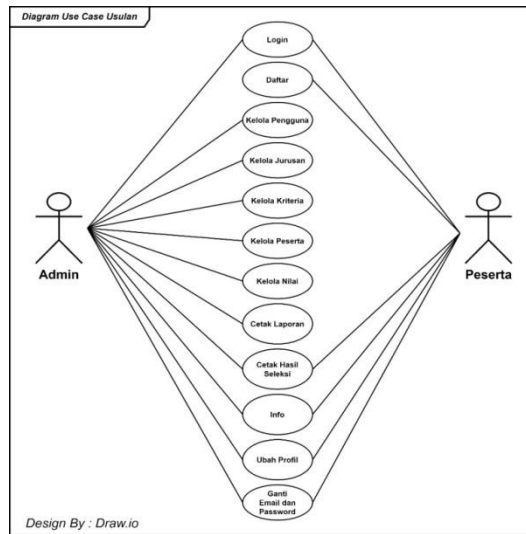 Diagram Use Case Usulan
Login
Daftar
Kelola Pengguna
Kelola Jurusan
Kelola Kriteria
Kelola Peserta
Admin
Peserta
Kelola Nilai
Cetak Laporan
Cetak Hasil
Seleksi
Info
Ubah Profil
Ganti
Email dan
Password
Design By : Draw.io